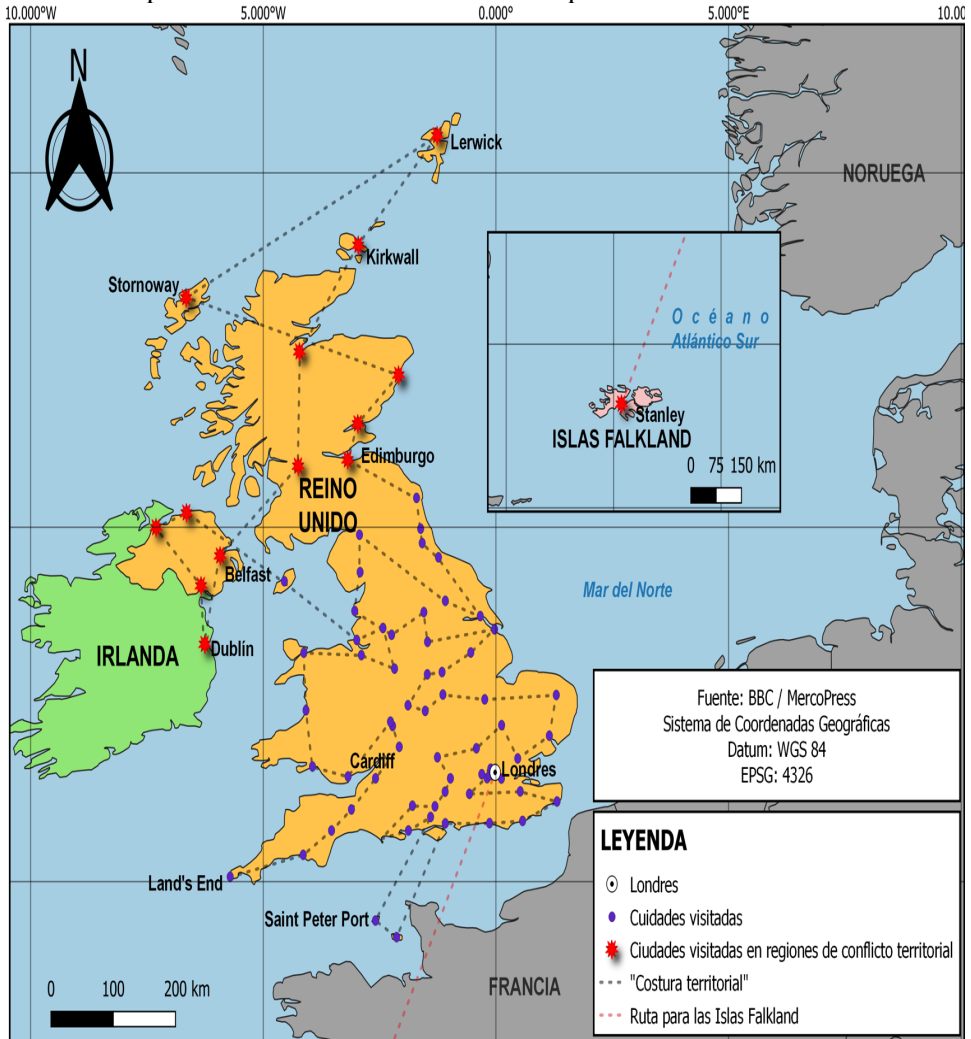 10.000°W 5.000°W 0.000° 5.000°E 10.00
N
Lerwick
NORUEGA
Kirkwall
Stornoway
Océano
Atlántico Sur
Stanley
ISLAS FALKLAND
0 75 150 km
Edimburgo
REINO
UNIDO
Belfast
Mar del Norte
Dublín
IRLANDA
Fuente: BBC / MercoPress
Sistema de Coordenadas Geográficas
Datum: WGS 84
EPSG: 4326
Cárdiff
Londres
LEYENDA
Londres
Cuidades visitadas
Ciudades visitadas en regiones de conflicto territorial
"Costura territorial"
Ruta para las Islas Falkland
Land's End
Saint Peter Port
FRANCIA
0 100 200 km